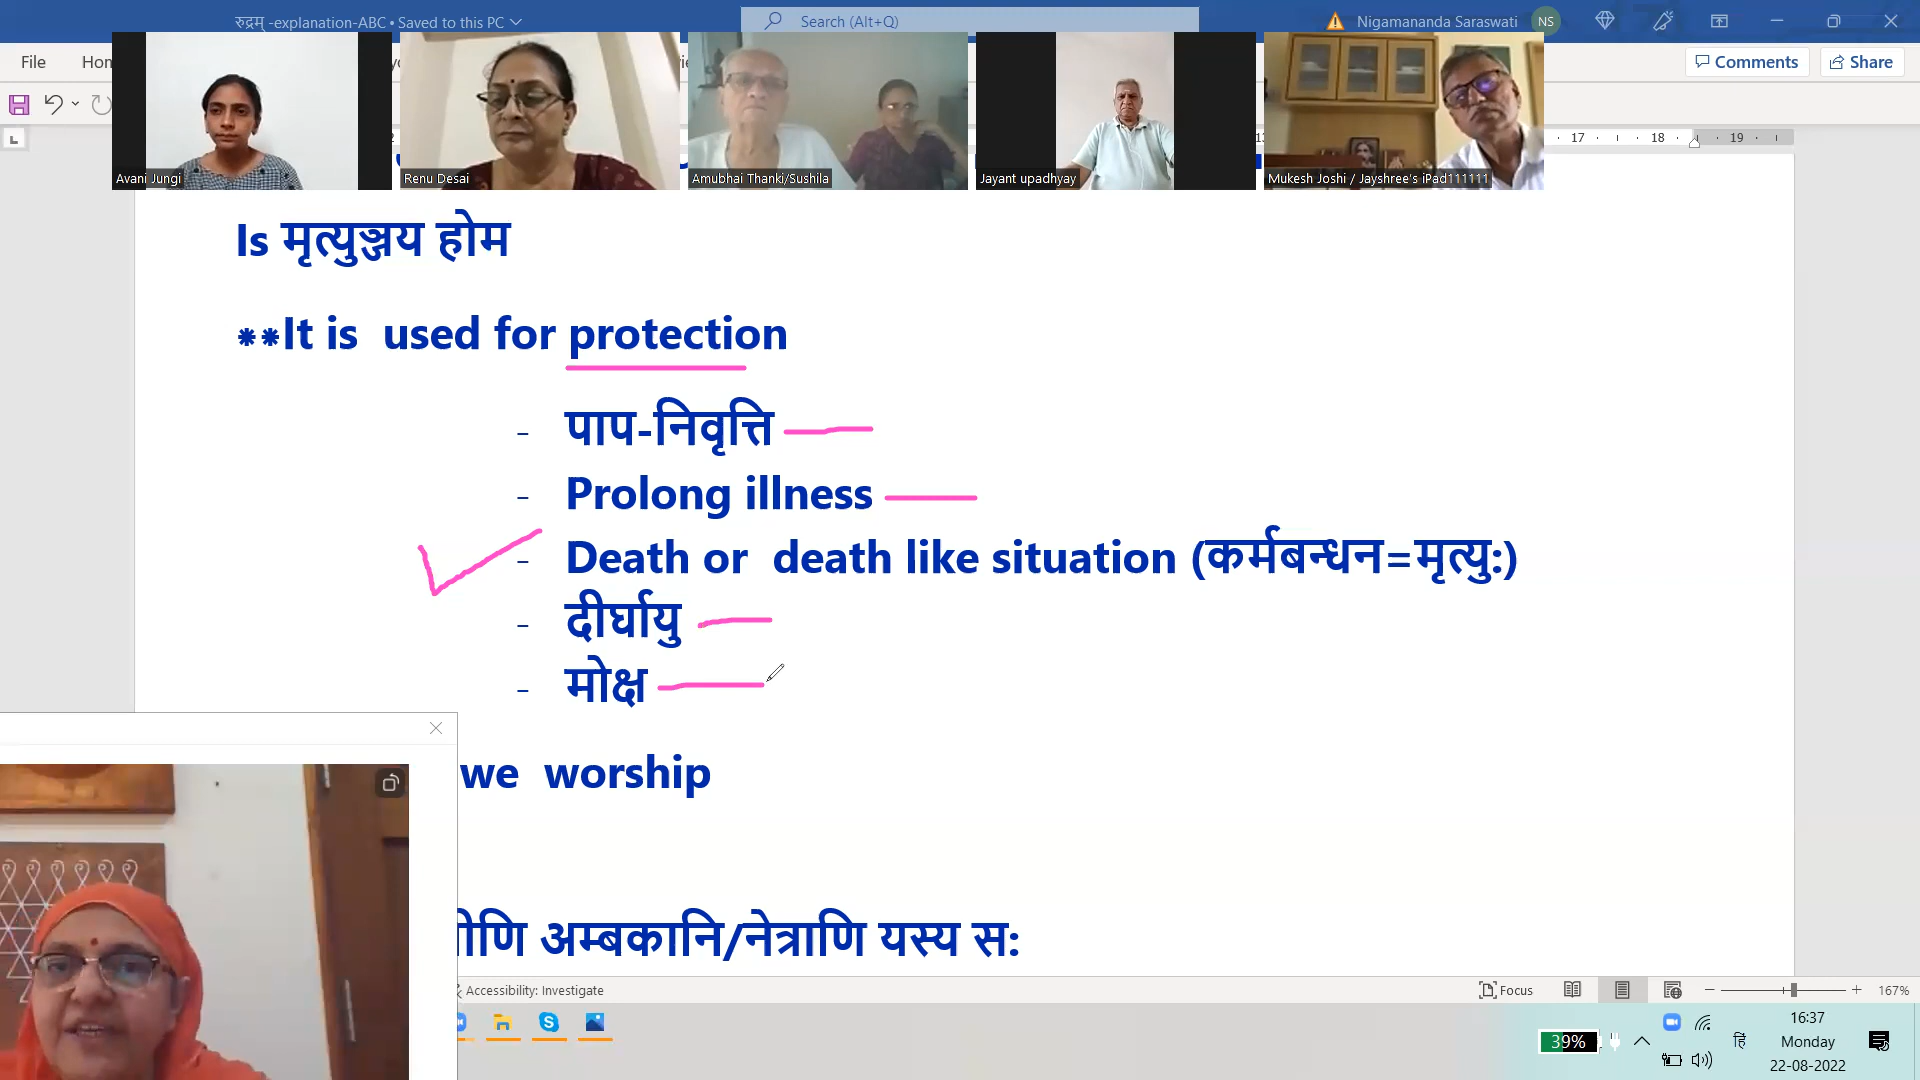 रुद्रम् -explanation-ABC • Saved to this PC
Search (Alt+Q)
Nigamananda Saraswati
NS
File
Comments
Share
Avani Jungi
Renu Desai
Amubhai Thanki/Sushila
Jayant upadhyay
Mukesh Joshi / Jayshree's iPad111111
17 18 19
Is मृत्युञ्जय होम
**It is used for protection
- पाप-निवृत्ति
- Prolong illness
- Death or death like situation (कर्मबन्धन=मृत्यु:)
- दीर्घायु
- मोक्ष
we worship
अम्बकानि/नेत्राणि यस्य स:
Accessibility: Investigate
Focus
167%
39%
हि
16:37
Monday
22-08-2022